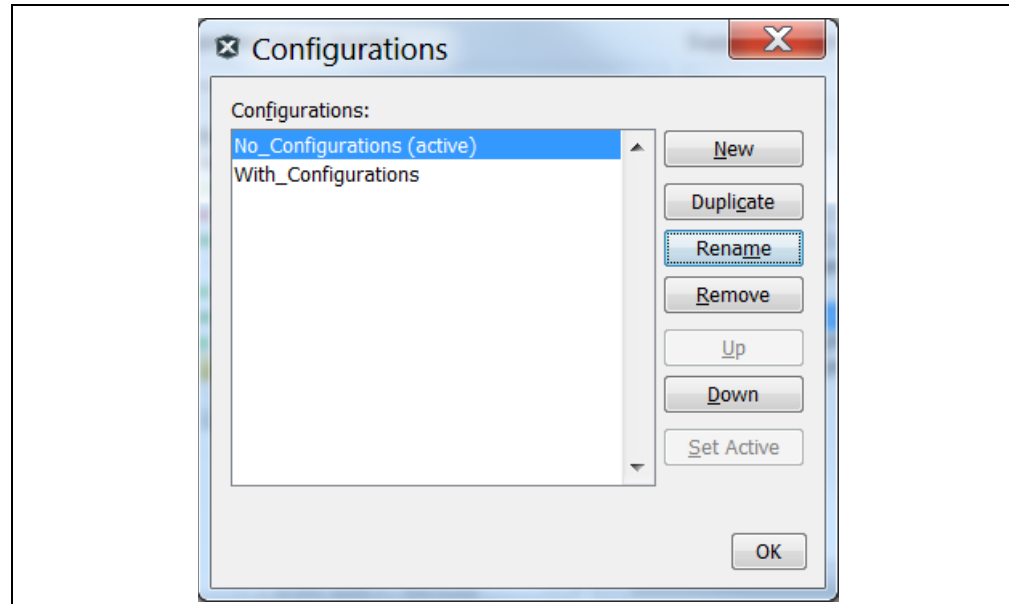 Configurations
Configurations:
No_Configurations (active)
With_Configurations
New
Duplicate
Rename
Remove
Up
Down
Set Active
OK